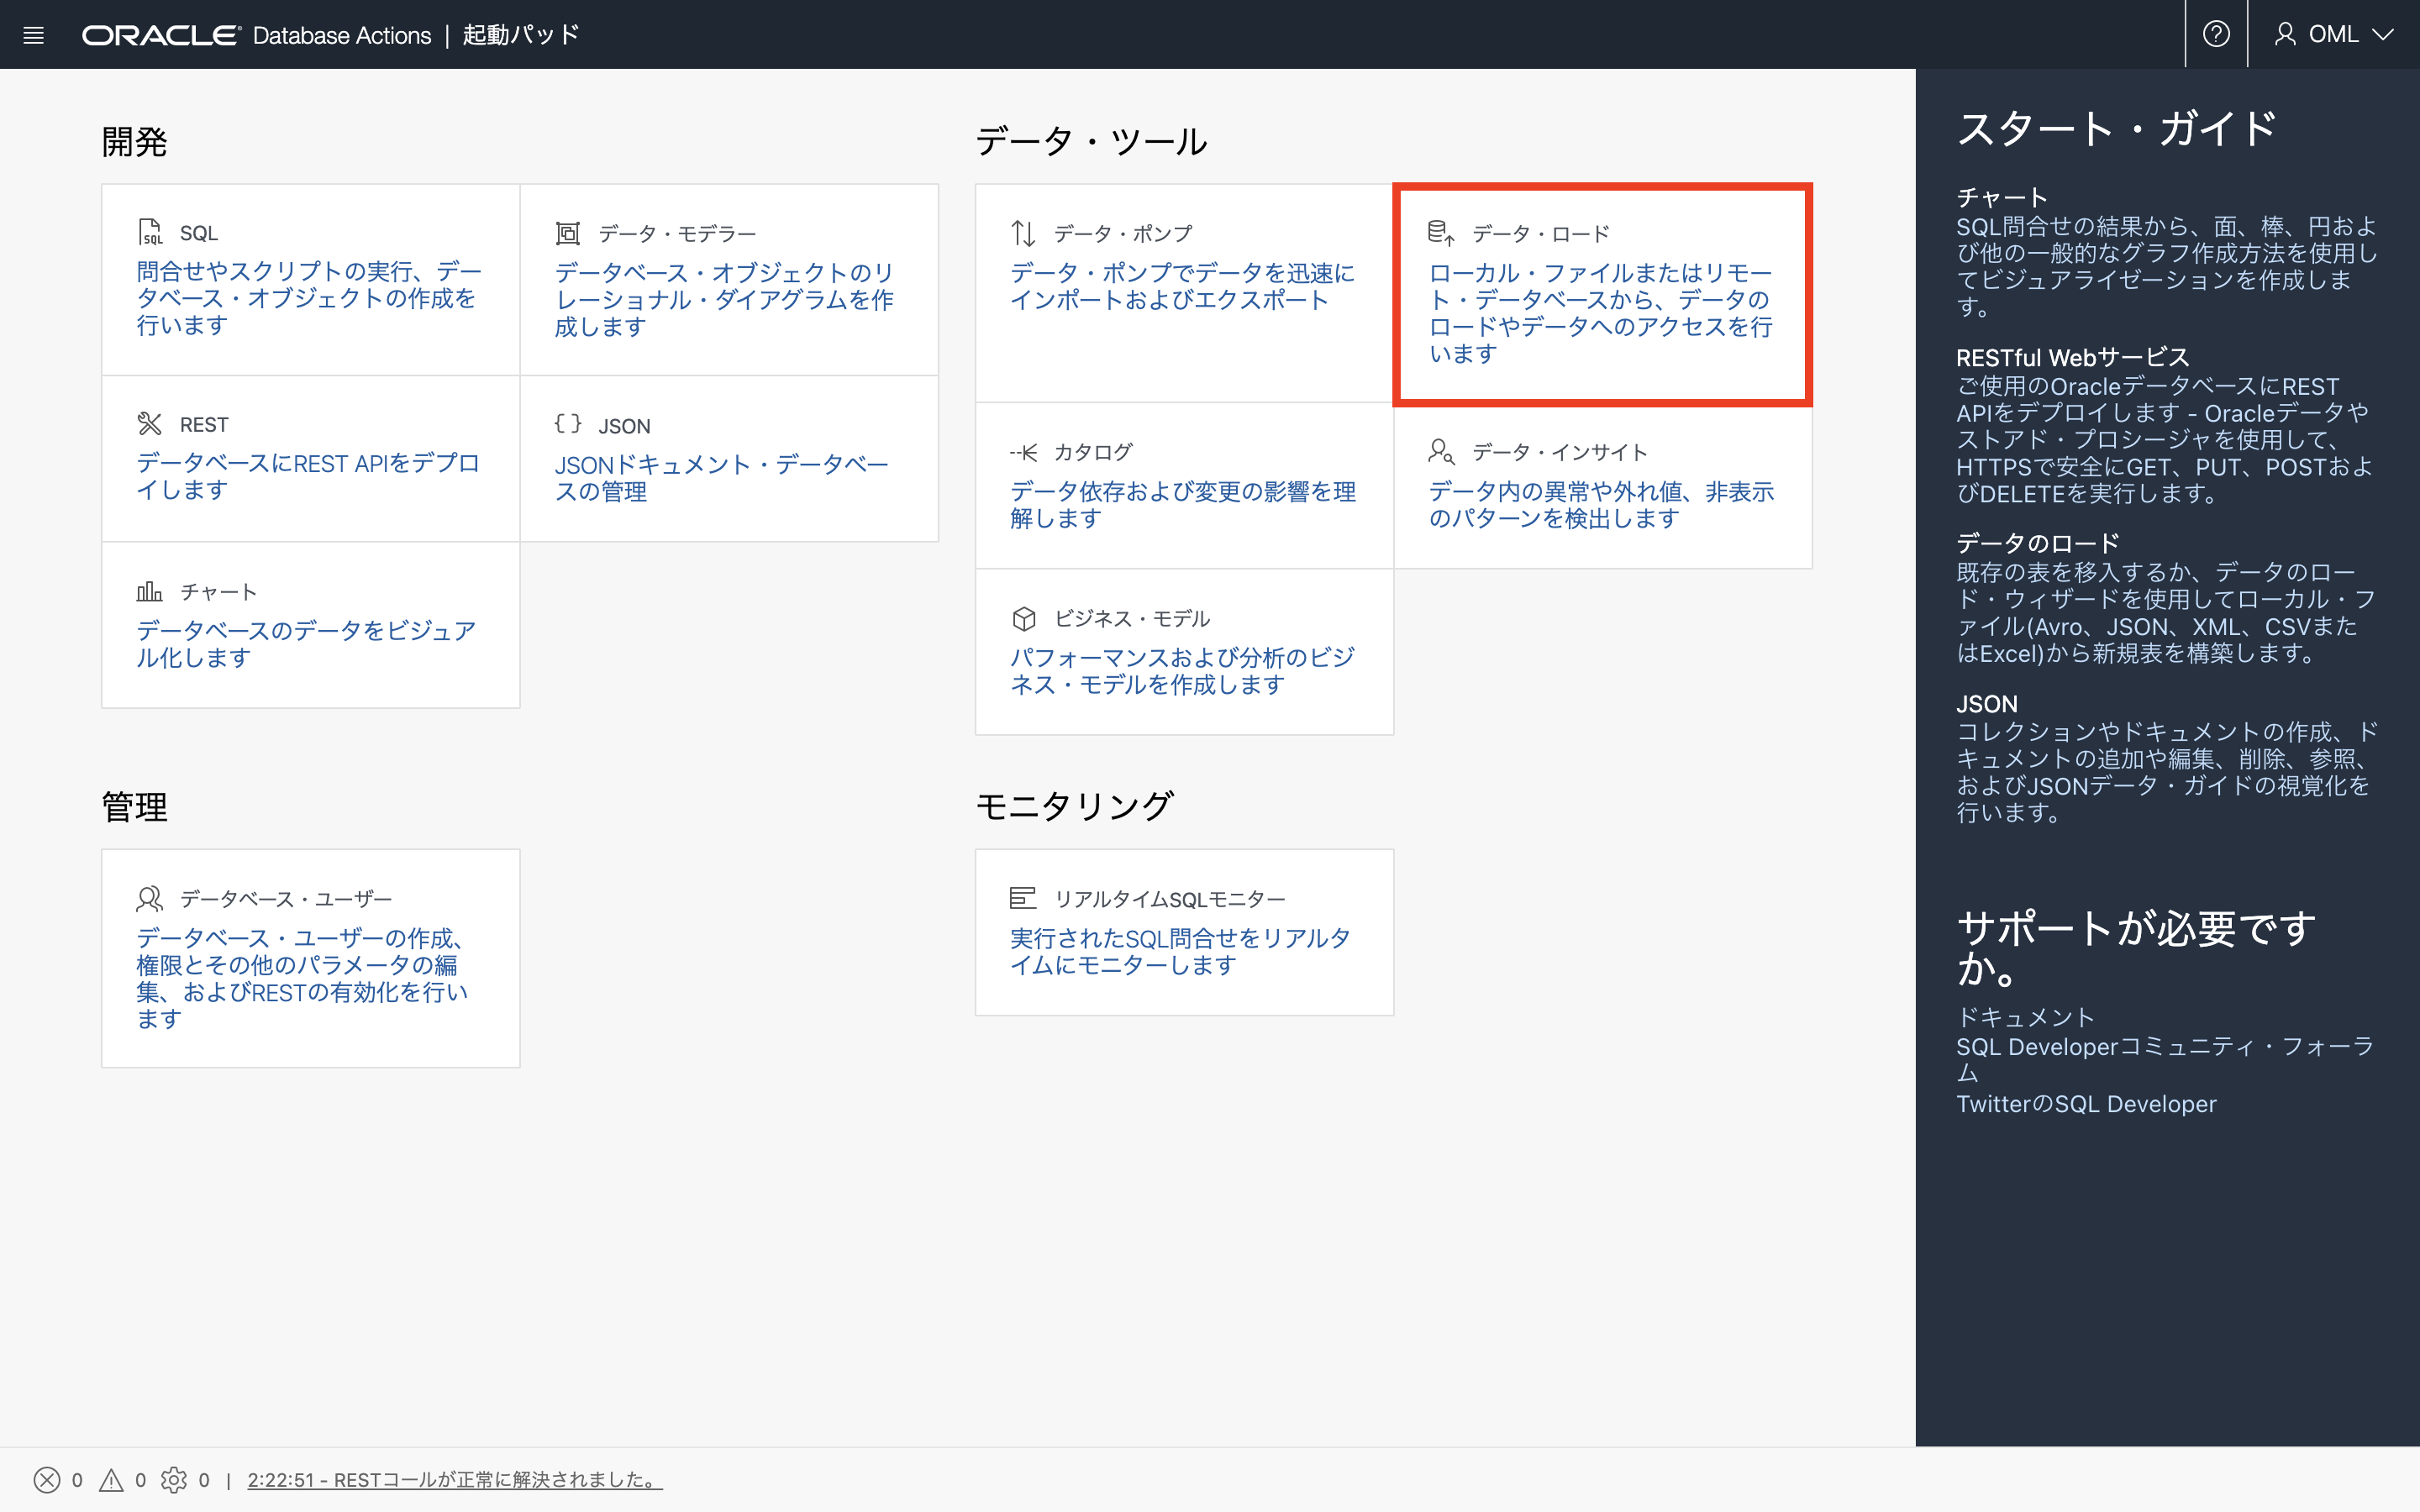 ORACLE Database Actions | 起動パッド
OML
開発
SQL
問合せやスクリプトの実行、デー
タベース・オブジェクトの作成を
行います
データ・モデラー
データベース・オブジェクトのリ
レーショナル・ダイアグラムを作
成します
REST
データベースにREST APIをデプロ
イします
JSON
JSONドキュメント・データベー
スの管理
チャート
データベースのデータをビジュア
ル化します
データ・ツール
データ・ポンプ
データ・ポンプでデータを迅速に
インポートおよびエクスポート
データ・ロード
ローカル・ファイルまたはリモー
ト・データベースから、データの
ロードやデータへのアクセスを行
います
カタログ
データ依存および変更の影響を理
解します
データ・インサイト
データ内の異常や外れ値、非表示
のパターンを検出します
ビジネス・モデル
パフォーマンスおよび分析のビジ
ネス・モデルを作成します
管理
データベース・ユーザー
データベース・ユーザーの作成、
権限とその他のパラメータの編
集、およびRESTの有効化を行い
ます
モニタリング
リアルタイムSQLモニター
実行されたSQL問合せをリアルタ
イムにモニターします
スタート・ガイド
チャート
SQL問合せの結果から、面、棒、円およ
び他の一般的なグラフ作成方法を使用し
てビジュアライゼーションを作成しま
す。
RESTful Webサービス
ご使用のOracleデータベースにREST
APIをデプロイします - Oracleデータや
ストアド・プロシージャを使用して、
HTTPSで安全にGET、PUT、POSTおよ
びDELETEを実行します。
データのロード
既存の表を移入するか、データのロー
ド・ウィザードを使用してローカル・フ
ァイル(Avro、JSON、XML、CSVまた
はExcel)から新規表を構築します。
JSON
コレクションやドキュメントの作成、ド
キュメントの追加や編集、削除、参照、
およびJSONデータ・ガイドの視覚化を
行います。
サポートが必要です
か。
ドキュメント
SQL Developerコミュニティ・フォーラ
ム
TwitterのSQL Developer
0 0 0 | 2:22:51 - RESTコールが正常に解決されました。